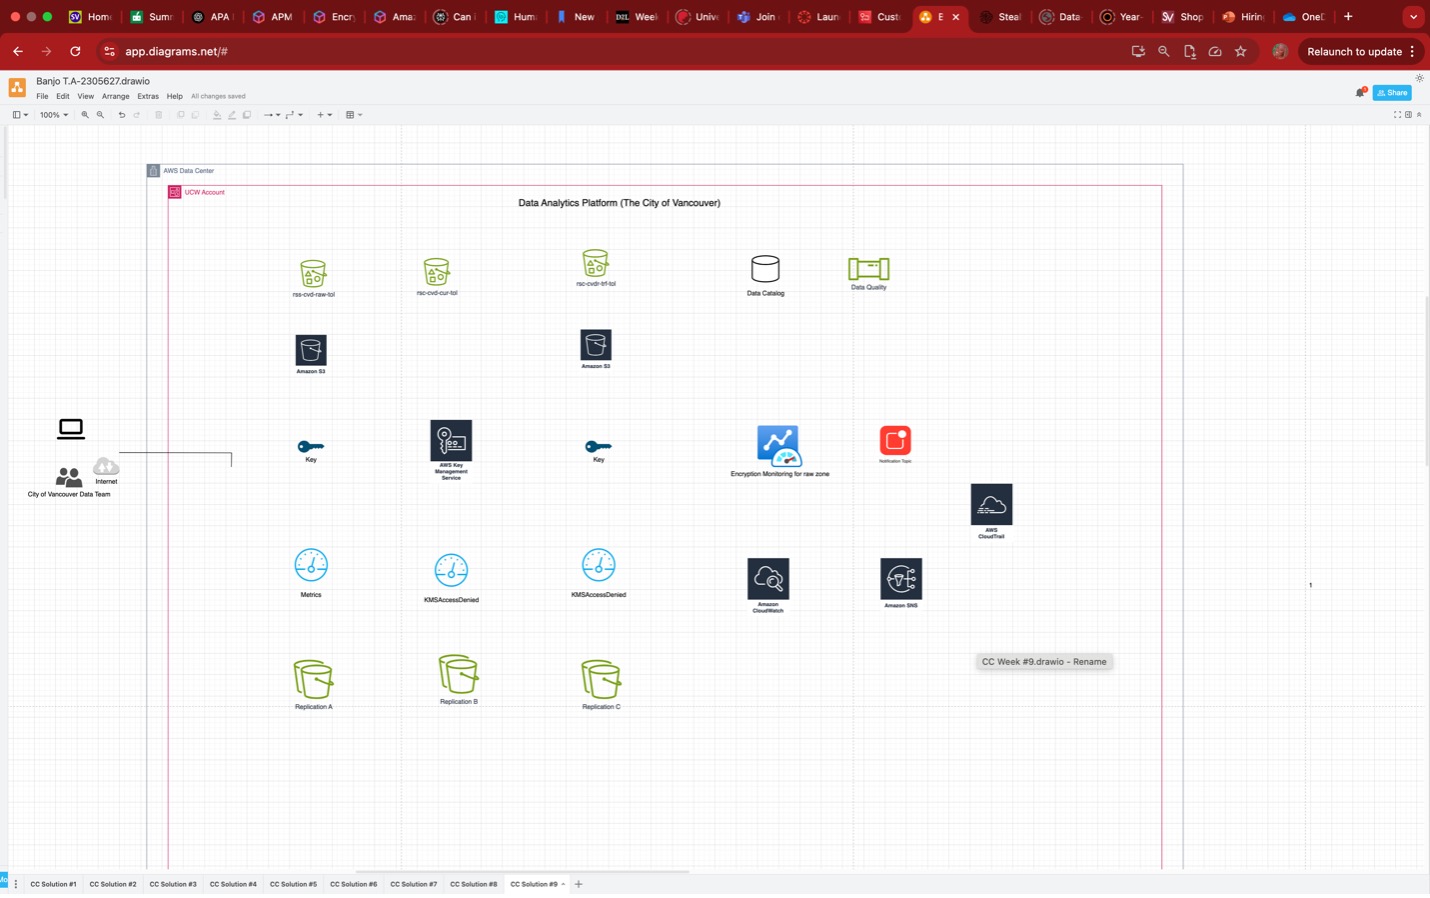 Home
Sum
APA
APM
Encry
Amaz
Can i
Hum
New
Week
Unive
Join
Laun
Cust
E
Steal
Data
Year-
Shop
Hirin
OneD
app.diagrams.net/#
Relaunch to update
Banjo T.A-2305627.drawio
File Edit View Arrange Extras Help All changes saved
Share
100%
AWS Data Center
UCW Account
Data Analytics Platform (The City of Vancouver)
rss-cvd-raw-tol
rsc-cvd-cur-tol
rsc-cvdr-trf-tol
Data Catalog
Data Quality
Amazon S3
Amazon S3
Key
AWS Key
Management
Service
Key
Encryption Monitoring for raw zone
Notification Topic
Internet
City of Vancouver Data Team
AWS
CloudTrail
Metrics
KMSAccessDenied
KMSAccessDenied
Amazon
CloudWatch
Amazon SNS
1
CC Week #9.drawio - Rename
Replication A
Replication B
Replication C
CC Solution #1
CC Solution #2
CC Solution #3
CC Solution #4
CC Solution #5
CC Solution #6
CC Solution #7
CC Solution #8
CC Solution #9